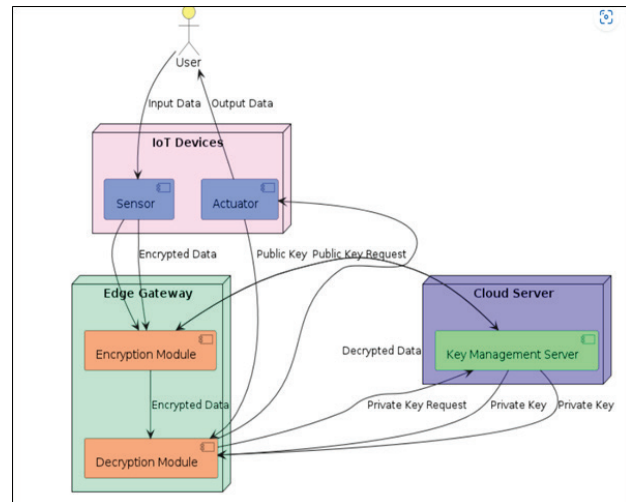 User
Input Data
Output Data
IoT Devices
Sensor
Actuator
Encrypted Data
Public Key
Public Key Request
Edge Gateway
Cloud Server
Encryption Module
Decrypted Data
Key Management Server
Encrypted Data
Private Key Request
Private Key
Private Key
Decryption Module